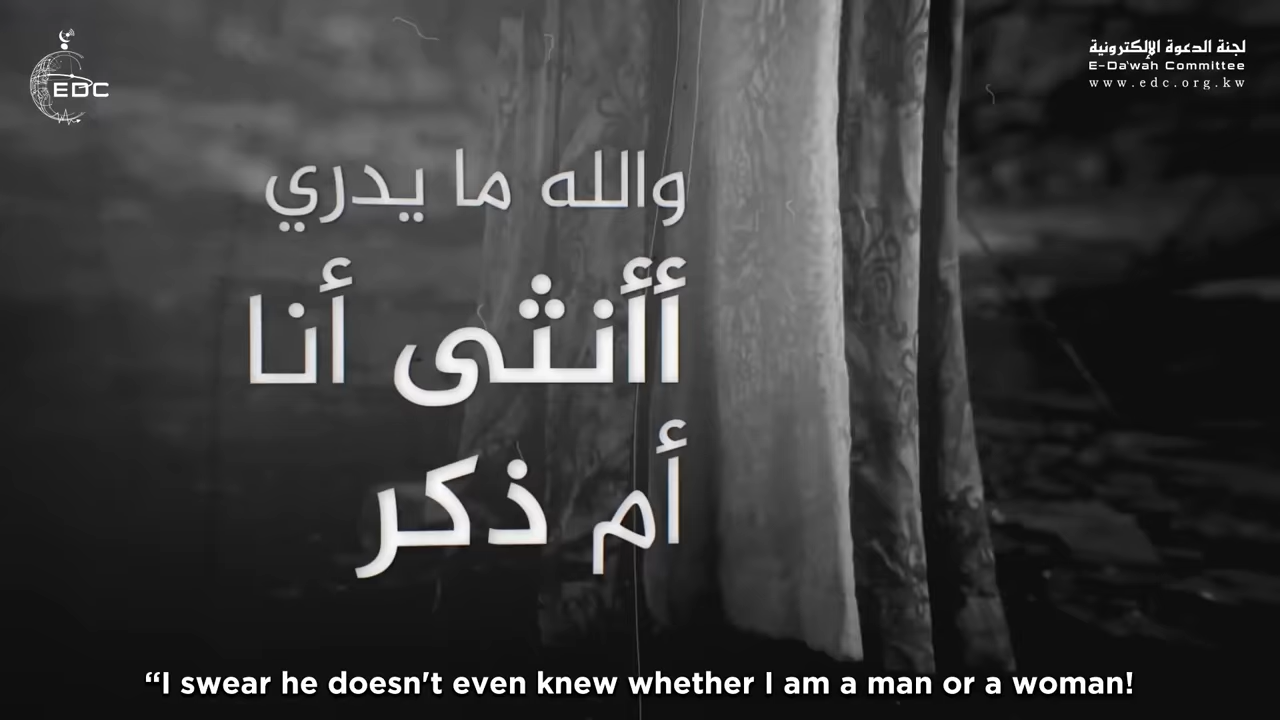 EDC
لجنة الدعوة الإلكترونية
E-Da'wah Committee
www.edc.org.kw
والله ما يدري
أأنثى أنا
أم ذكر
“I swear he doesn't even knew whether I am a man or a woman!